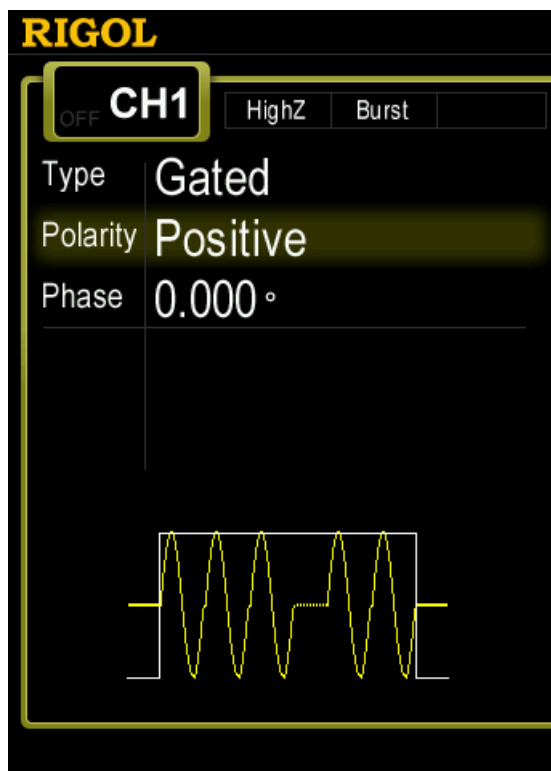 RIGOL
OFF CH1 HighZ Burst
Type Gated
Polarity Positive
Phase 0.000 °